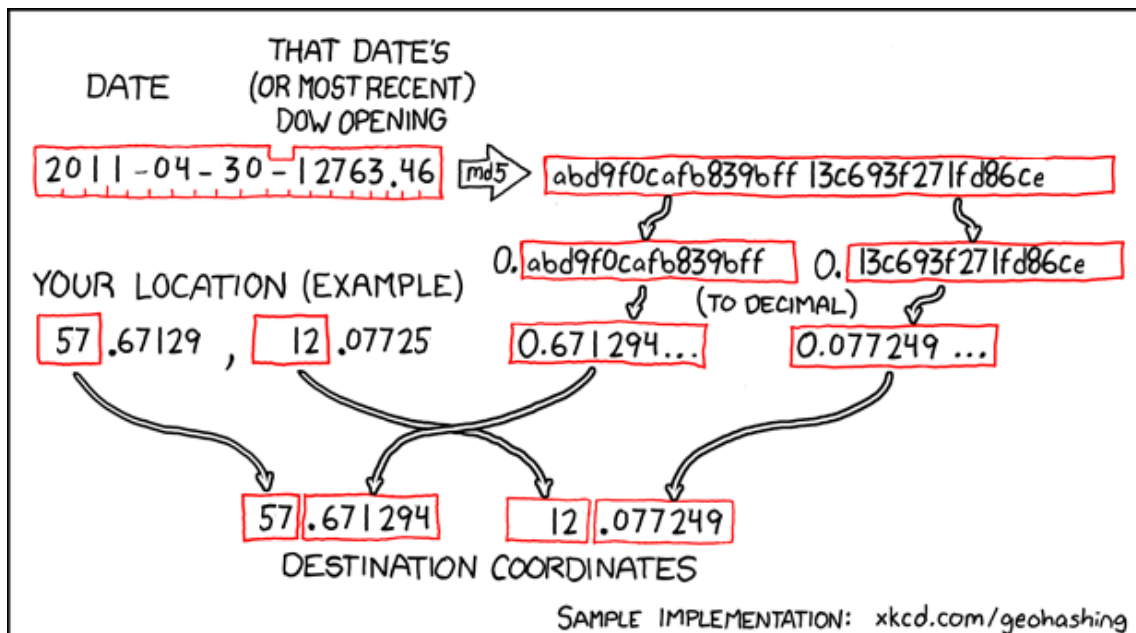 THAT DATE'S
DATE (OR MOST RECENT)
DOW OPENING
2011-04-30-12763.46 md5 abd9f0cafb839bff 13c693f271fd86ce
0. abd9f0cafb839bff 0. 13c693f271fd86ce
YOUR LOCATION (EXAMPLE) (TO DECIMAL)
57.67129, 12.07725 0.671294... 0.077249 ...
57.671294 12.077249
DESTINATION COORDINATES
SAMPLE IMPLEMENTATION: xkcd.com/geohashing